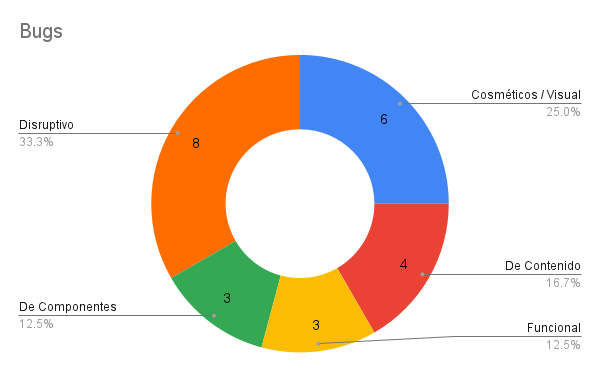 Bugs
Cosméticos / Visual
25.0%
6
Disruptivo
33.3%
8
De Contenido
16.7%
4
De Componentes
12.5%
3
Funcional
12.5%
3